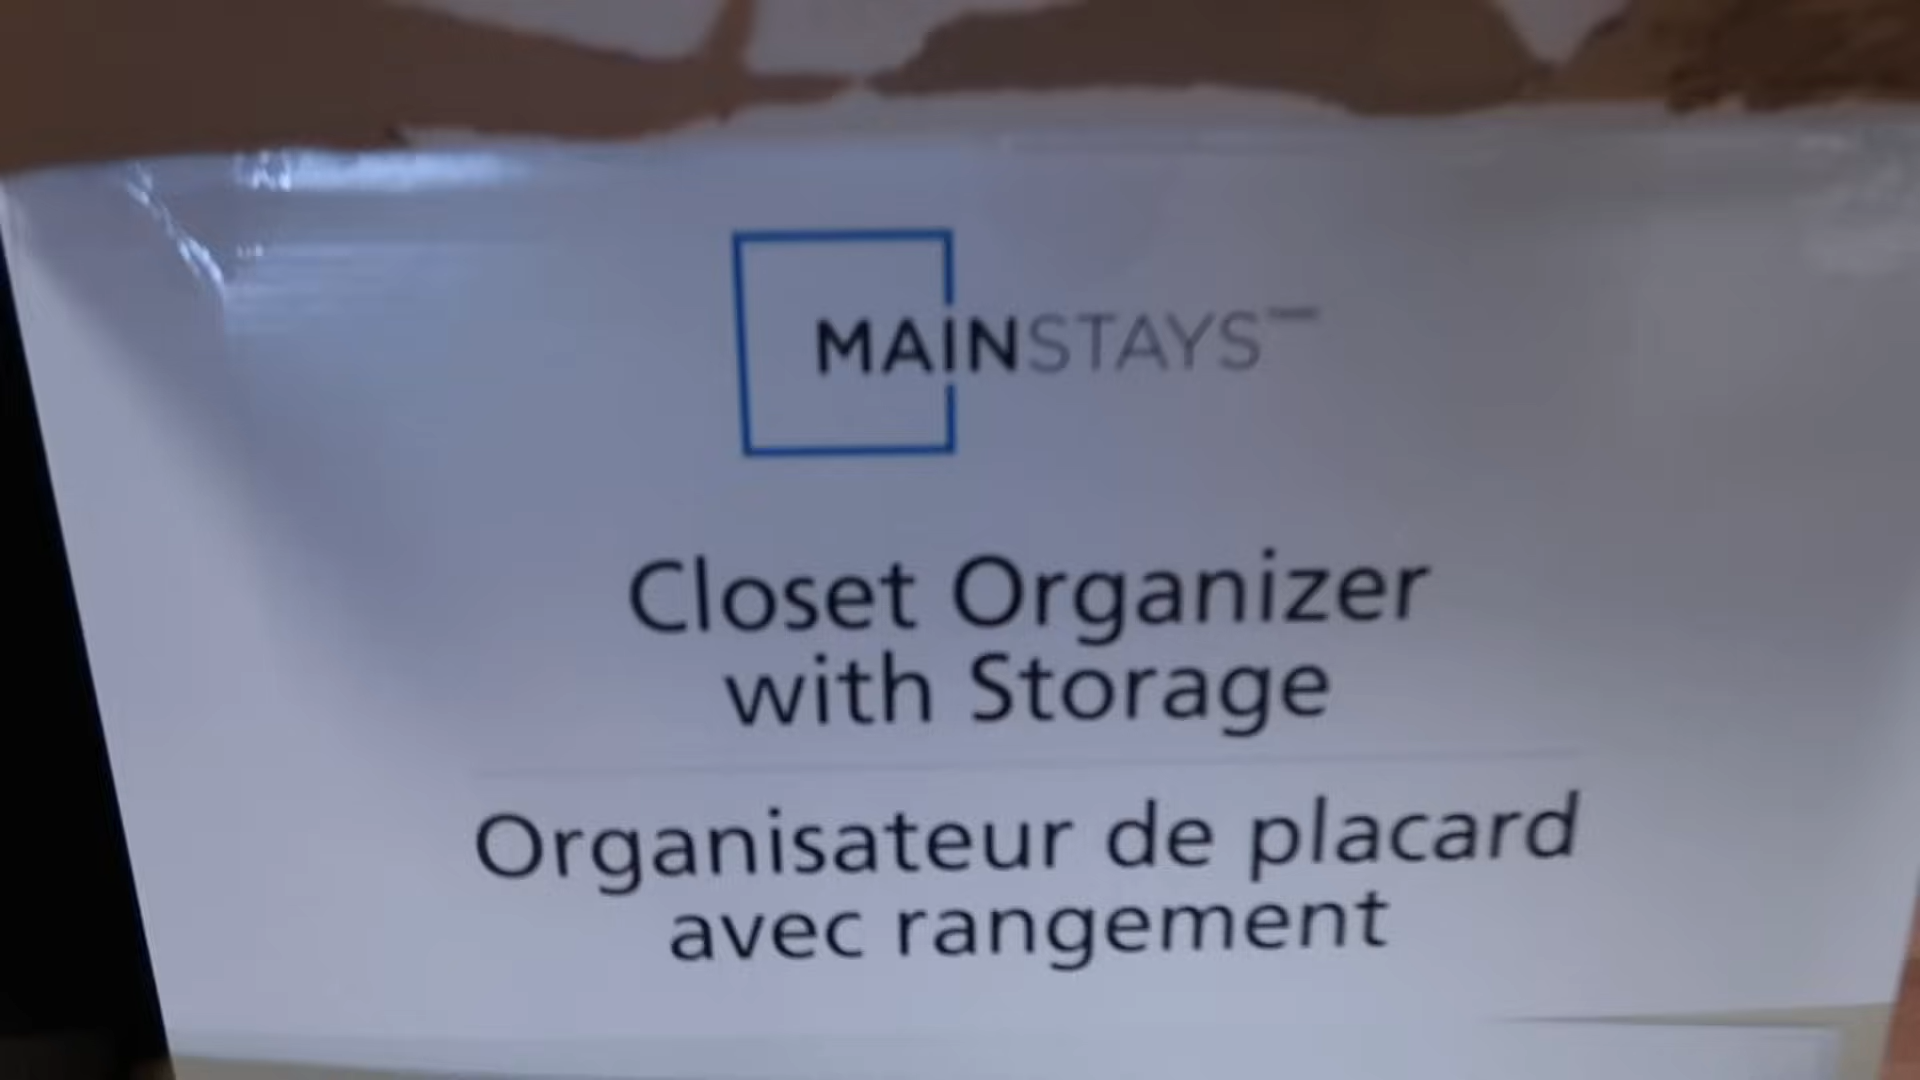 MAINSTAYS
Closet Organizer
with Storage
Organisateur de placard
avec rangement